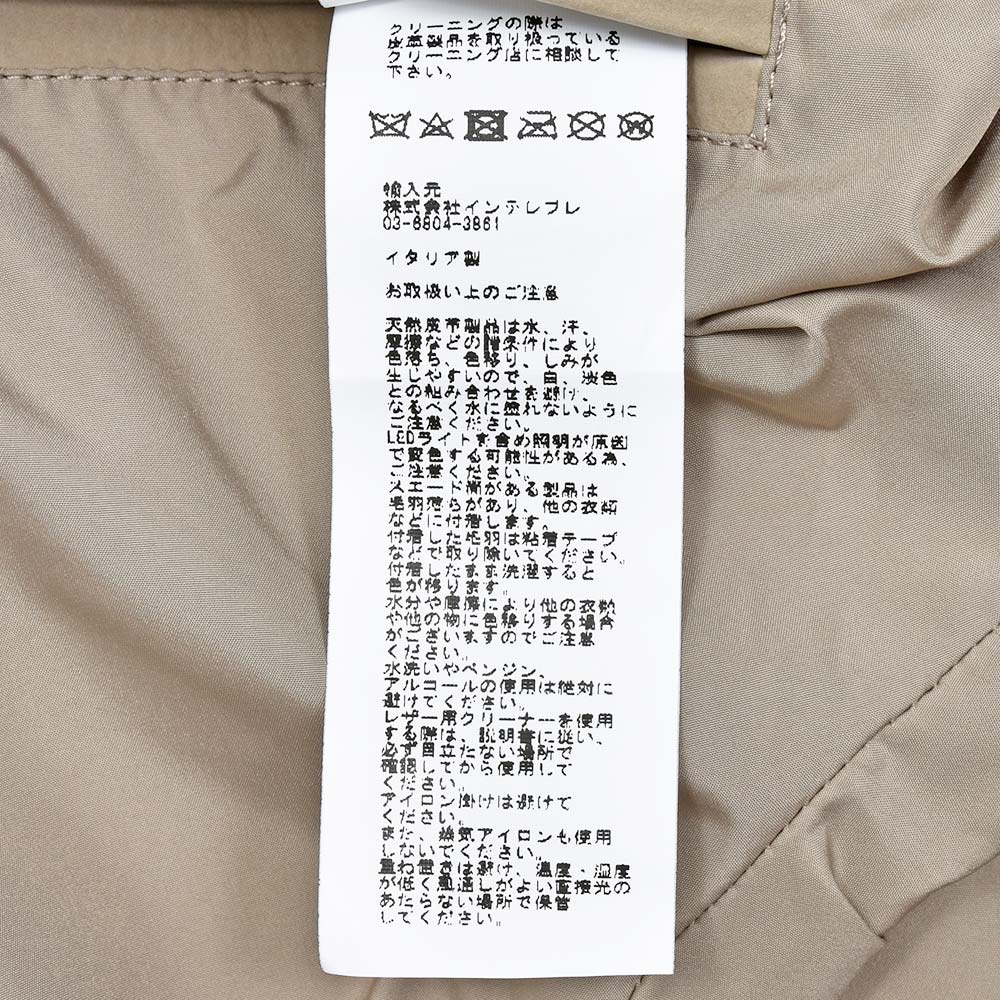 クリーニングの際は
皮革製品を取り扱っている
クリーニング店に相談して
下さい。
輸入元
株式会社インテレプレ
03-6804-3861
イタリア製
お取扱い上のご注意
天然皮革製品は水、汗、
摩擦などの諸条件により
色落ち、色移り、しみが
生じやすいので、白、淡色
との組み合わせを避け、
なるべく水に濡れないように
ご注意ください。
LEDライトを含め照明が原因
で変色する可能性がある為、
ご注意ください。
スエード面がある製品は
毛羽落ちがあり、他の衣類
などに付着します。
付着した毛羽は粘着テープ
などで取り除いてください。
付着したまま洗濯すると
色が移ります。
水分や摩擦により他の衣類
や他の物に色移りする場合
がございますのでご注意
ください。
水洗いやベンジン、
アルコールの使用は絶対に
避けてください。
レザー用クリーナーを使用
する際は、説明書に従い、
必ず目立たない場所で
確認してから使用して
ください。
アイロン掛けは避けて
ください。
また、蒸気アイロンも使用
しないでください。
重ね置きは避け、温度・湿度
が低く風通しがよい直接光の
あたらない場所で保管
してください。